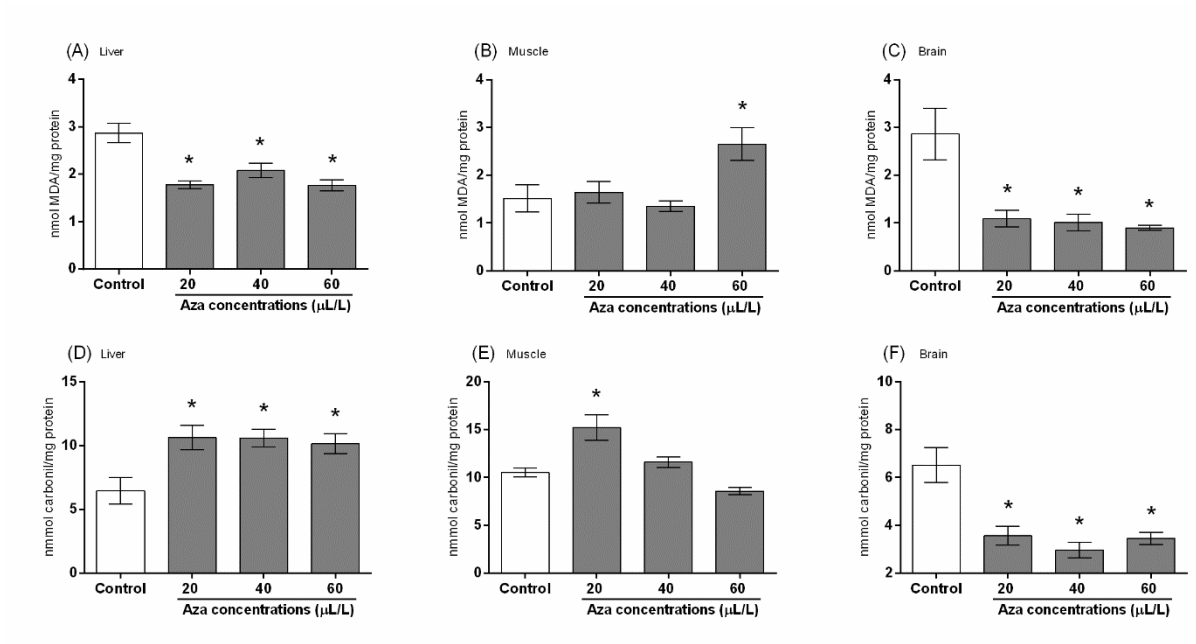 (A) Liver
nmol MDA/mg protein
4
3
2
1
0
*
*
*
Control
20
40
60
Aza concentrations (µL/L)
(B) Muscle
nmol MDA/mg protein
4
3
2
1
0
*
Control
20
40
60
Aza concentrations (µL/L)
(C) Brain
nmol MDA/mg protein
4
3
2
1
0
*
*
*
Control
20
40
60
Aza concentrations (µL/L)
(D) Liver
nmmol carbonil/mg protein
15
10
5
0
*
*
*
Control
20
40
60
Aza concentrations (µL/L)
(E) Muscle
nmmol carbonil/mg protein
20
15
10
5
0
*
Control
20
40
60
Aza concentrations (µL/L)
(F) Brain
nmmol carbonil/mg protein
10
8
6
4
2
*
*
*
Control
20
40
60
Aza concentrations (µL/L)